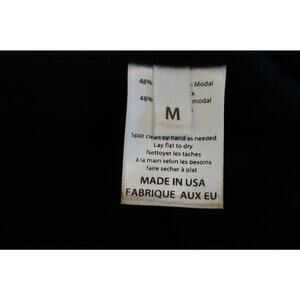 48% Modal
x
48% modal
M
Spot clean by hand as needed.
Lay flat to dry.
Nettoyer les taches
à la main selon les besoins.
faire sécher à plat.
MADE IN USA
FABRIQUE AUX EU